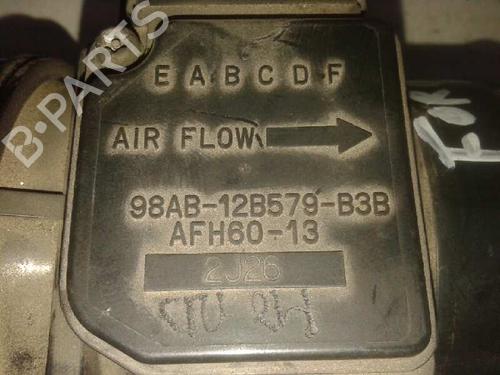 B-PARTS
E A B C D F
AIR FLOW
98AB-12B579-B3B
AFH60-13
2J26